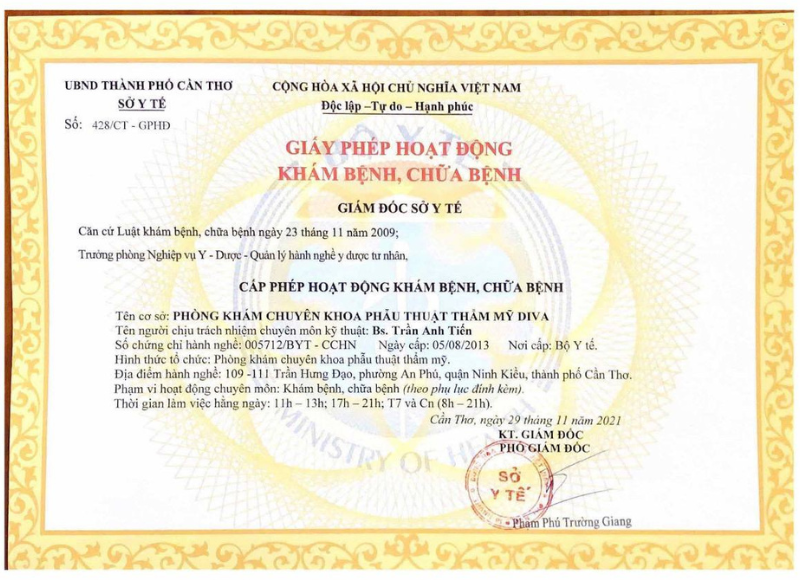 UBND THÀNH PHỐ CẦN THƠ
SỞ Y TẾ
Số: 428/CT - GPHĐ
CỘNG HÒA XÃ HỘI CHỦ NGHĨA VIỆT NAM
Độc lập –Tự do – Hạnh phúc
GIẤY PHÉP HOẠT ĐỘNG
KHÁM BỆNH, CHỮA BỆNH
GIÁM ĐỐC SỞ Y TẾ
Căn cứ Luật khám bệnh, chữa bệnh ngày 23 tháng 11 năm 2009;
Trưởng phòng Nghiệp vụ Y - Dược - Quản lý hành nghề y dược tư nhân,
CẤP PHÉP HOẠT ĐỘNG KHÁM BỆNH, CHỮA BỆNH
Tên cơ sở: PHÒNG KHÁM CHUYÊN KHOA PHẪU THUẬT THẨM MỸ DIVA
Tên người chịu trách nhiệm chuyên môn kỹ thuật: Bs. Trần Anh Tiến
Số chứng chỉ hành nghề: 005712/BYT - CCHN Ngày cấp: 05/08/2013 Nơi cấp: Bộ Y tế.
Hình thức tổ chức: Phòng khám chuyên khoa phẫu thuật thẩm mỹ.
Địa điểm hành nghề: 109 -111 Trần Hưng Đạo, phường An Phú, quận Ninh Kiều, thành phố Cần Thơ.
Phạm vi hoạt động chuyên môn: Khám bệnh, chữa bệnh (theo phụ lục đính kèm).
Thời gian làm việc hằng ngày: 11h – 13h; 17h – 21h; T7 và Cn (8h – 21h).
Cần Thơ, ngày 29 tháng 11 năm 2021
KT. GIÁM ĐỐC
PHÓ GIÁM ĐỐC
SỞ
Y TẾ
Phạm Phú Trường Giang
BỘ Y TẾ
MINISTRY OF HEALTH